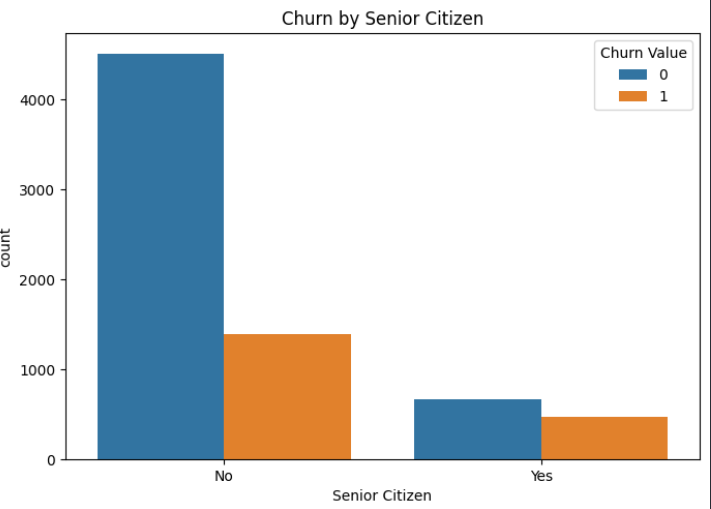 Churn by Senior Citizen
Churn Value
0
1
4000
3000
2000
1000
0
count
No
Yes
Senior Citizen